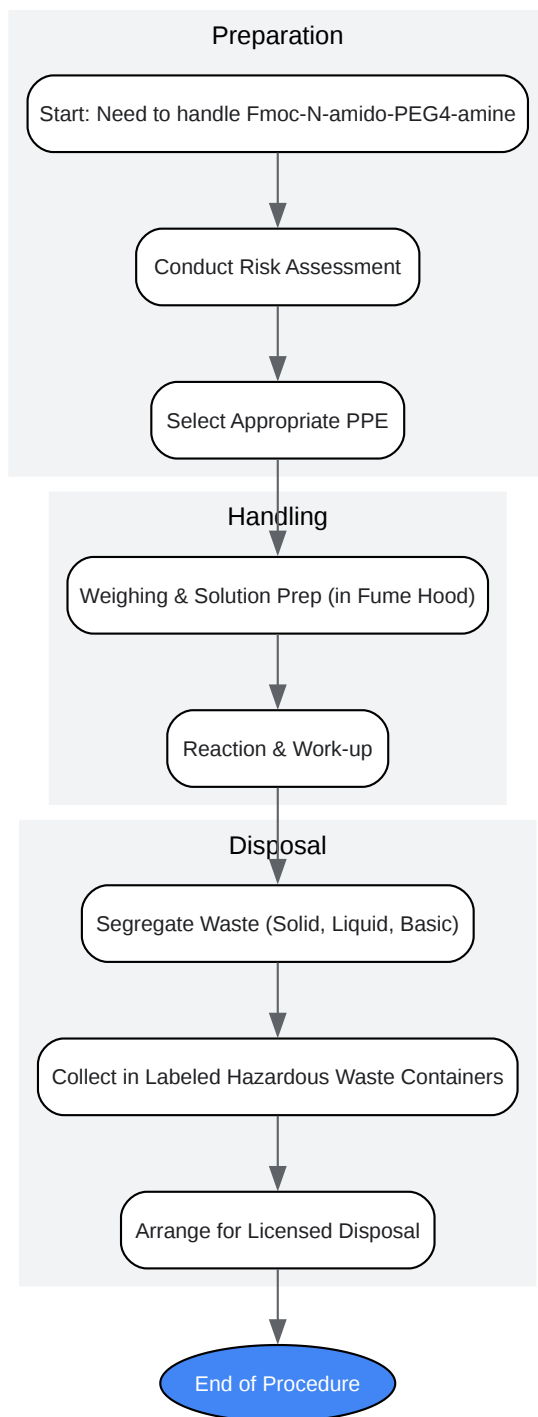 Preparation
Start: Need to handle Fmoc-N-amido-PEG4-amine
Conduct Risk Assessment
Select Appropriate PPE
Handling
Weighing & Solution Prep (in Fume Hood)
Reaction & Work-up
Disposal
Segregate Waste (Solid, Liquid, Basic)
Collect in Labeled Hazardous Waste Containers
Arrange for Licensed Disposal
End of Procedure